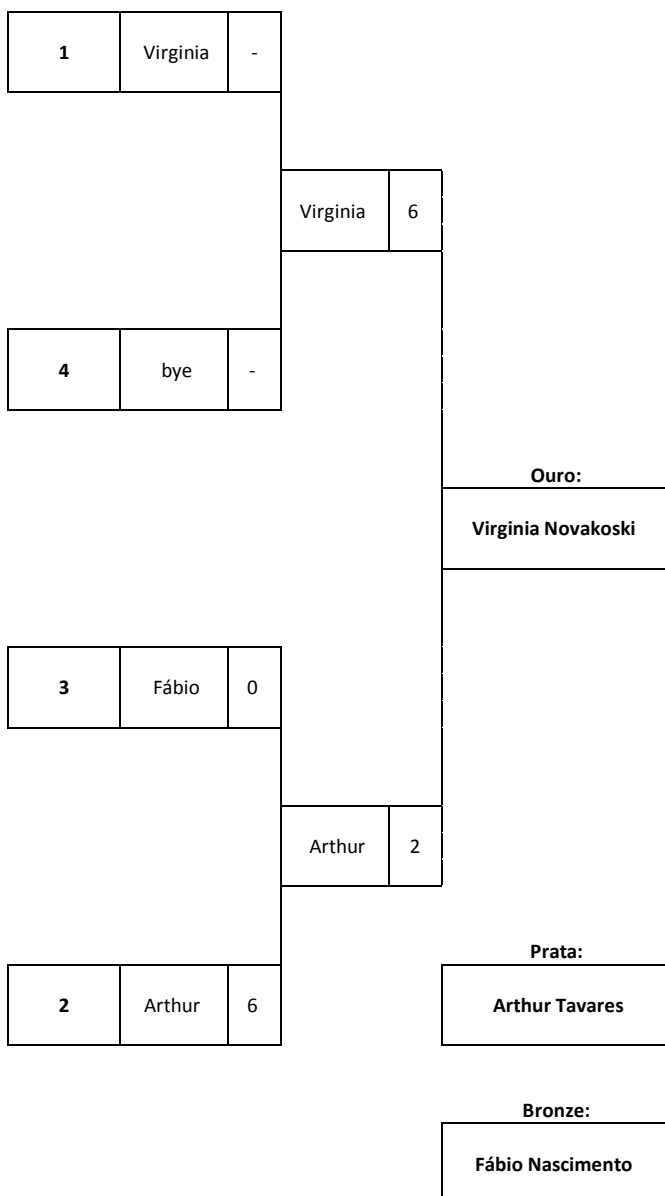 1 Virginia -
Virginia 6
4 bye -
Ouro:
Virginia Novakoski
3 Fábio 0
Arthur 2
Prata:
2 Arthur 6
Arthur Tavares
Bronze:
Fábio Nascimento